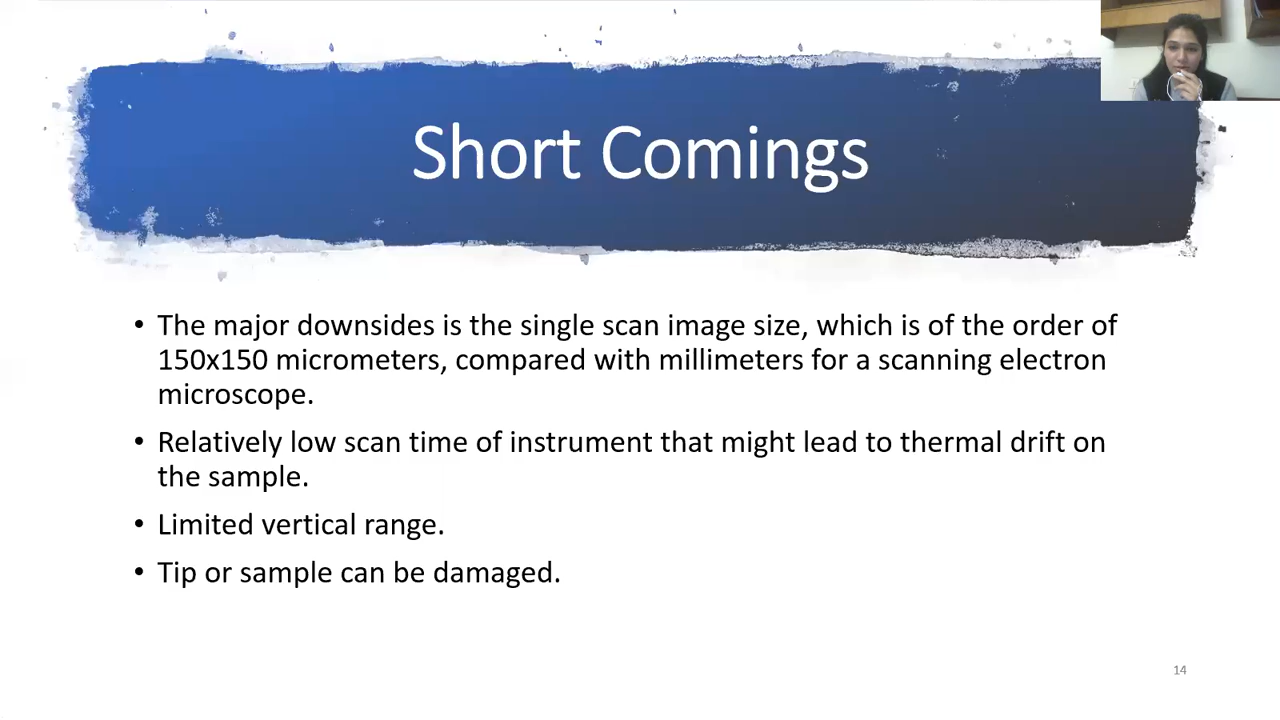 Short Comings
• The major downsides is the single scan image size, which is of the order of
150x150 micrometers, compared with millimeters for a scanning electron
microscope.
• Relatively low scan time of instrument that might lead to thermal drift on
the sample.
• Limited vertical range.
• Tip or sample can be damaged.
14